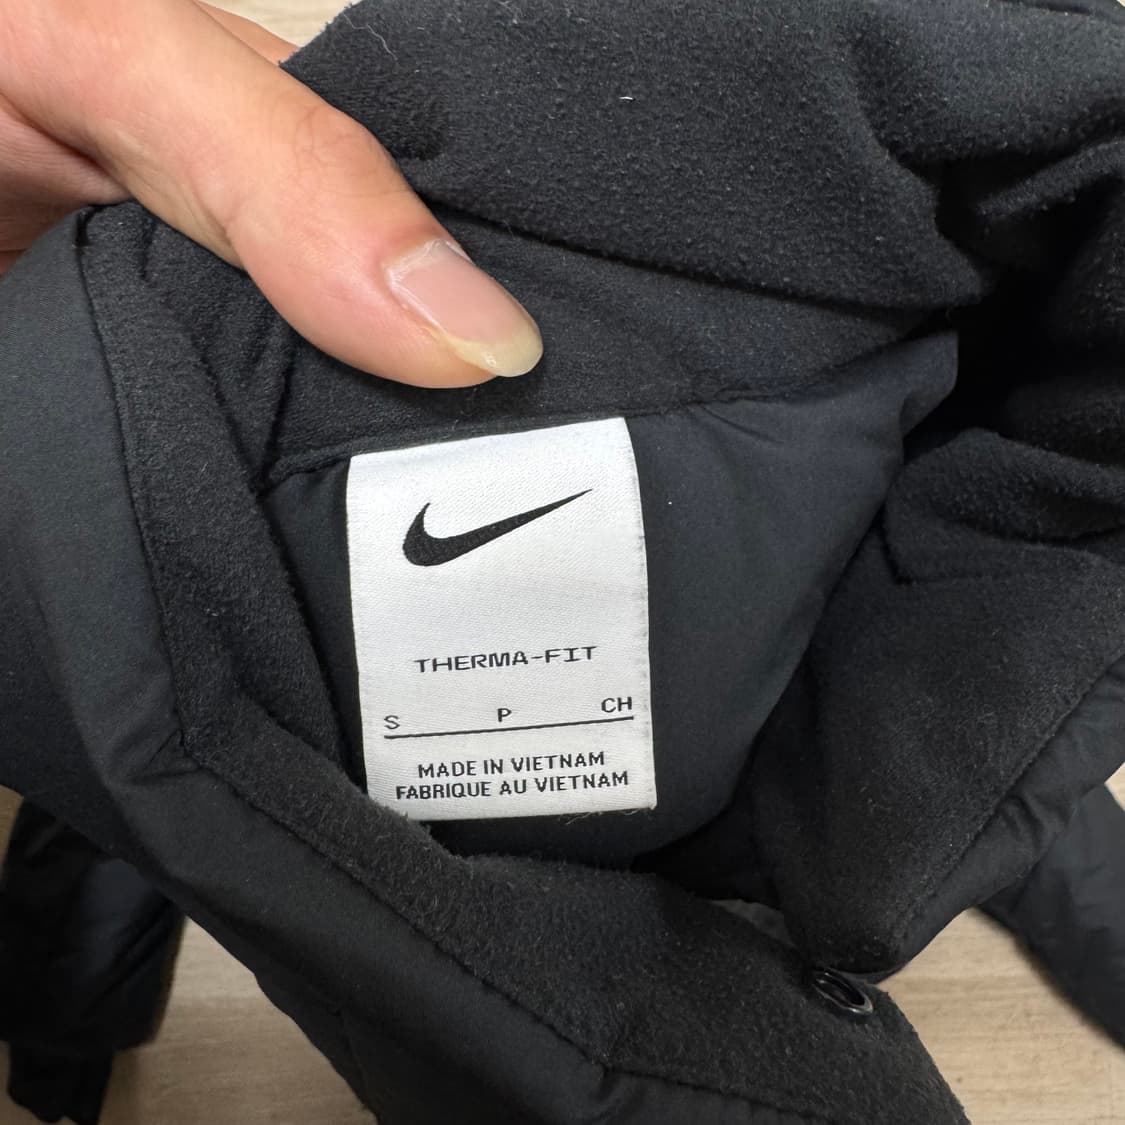 THERMA-FIT
S P CH
MADE IN VIETNAM
FABRIQUE AU VIETNAM